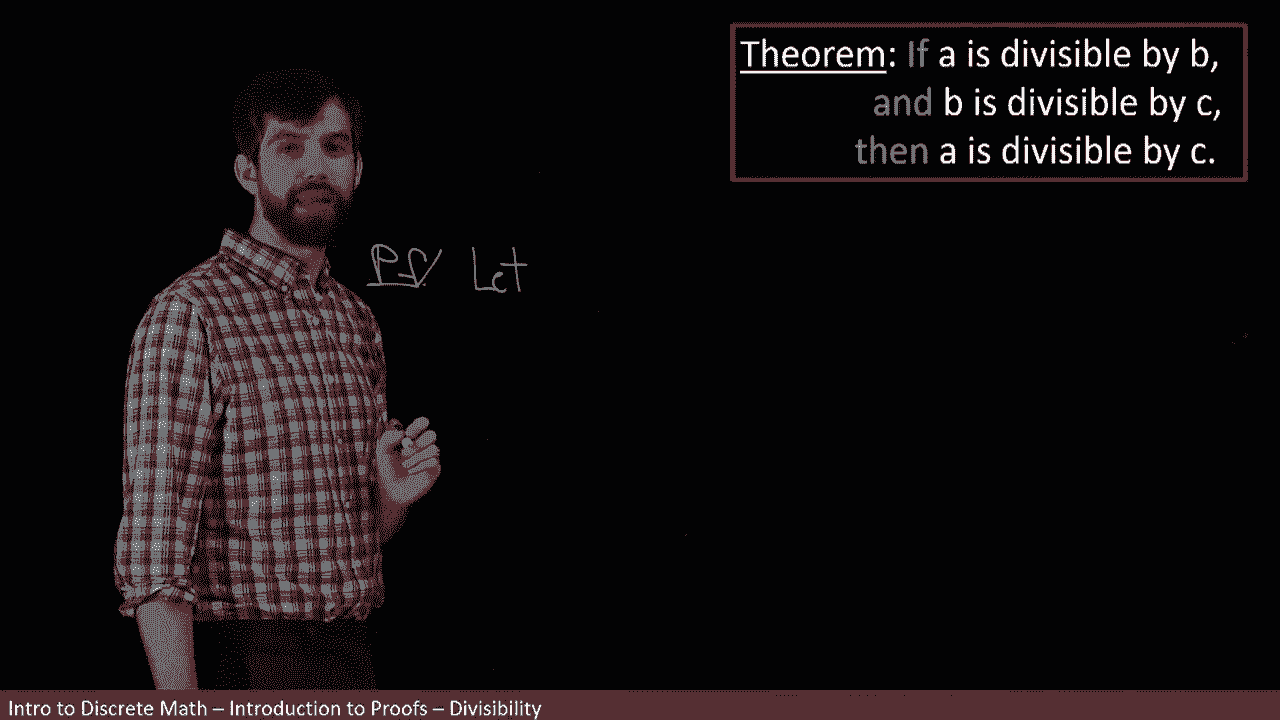 Theorem: If a is divisible by b,
and b is divisible by c,
then a is divisible by c.
Pf/ Let
Intro to Discrete Math – Introduction to Proofs – Divisibility